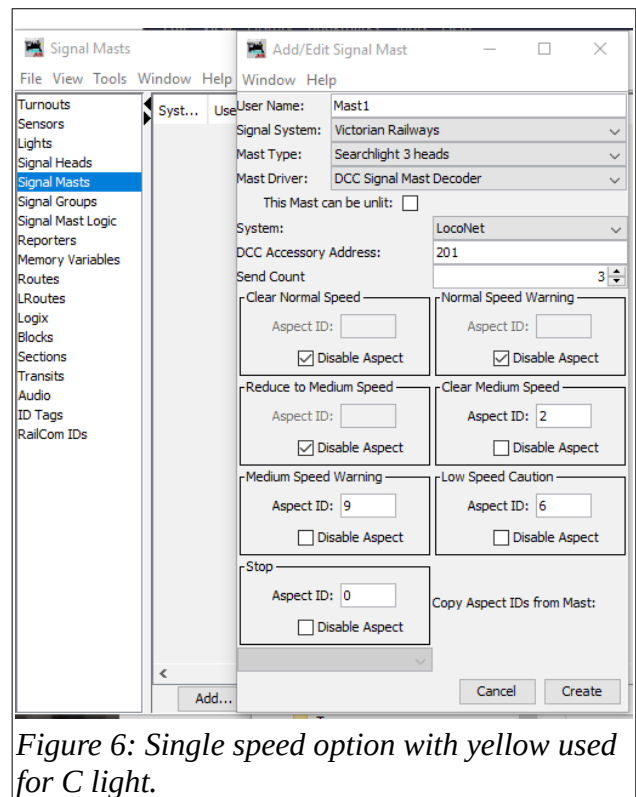 Signal Masts
File View Tools Window Help
Turnouts
Sensors
Lights
Signal Heads
Signal Masts
Signal Groups
Signal Mast Logic
Reporters
Memory Variables
Routes
LRoutes
Logix
Blocks
Sections
Transits
Audio
ID Tags
RailCom IDs
Syst... Use
Add...
Add/Edit Signal Mast
Window Help
User Name: Mast1
Signal System: Victorian Railways
Mast Type: Searchlight 3 heads
Mast Driver: DCC Signal Mast Decoder
This Mast can be unlit:
System: LocoNet
DCC Accessory Address: 201
Send Count 3
Clear Normal Speed
Aspect ID:
Disable Aspect
Normal Speed Warning
Aspect ID:
Disable Aspect
Reduce to Medium Speed
Aspect ID:
Disable Aspect
Clear Medium Speed
Aspect ID: 2
Disable Aspect
Medium Speed Warning
Aspect ID: 9
Disable Aspect
Low Speed Caution
Aspect ID: 6
Disable Aspect
Stop
Aspect ID: 0
Disable Aspect
Copy Aspect IDs from Mast:
Cancel Create
Figure 6: Single speed option with yellow used
for C light.